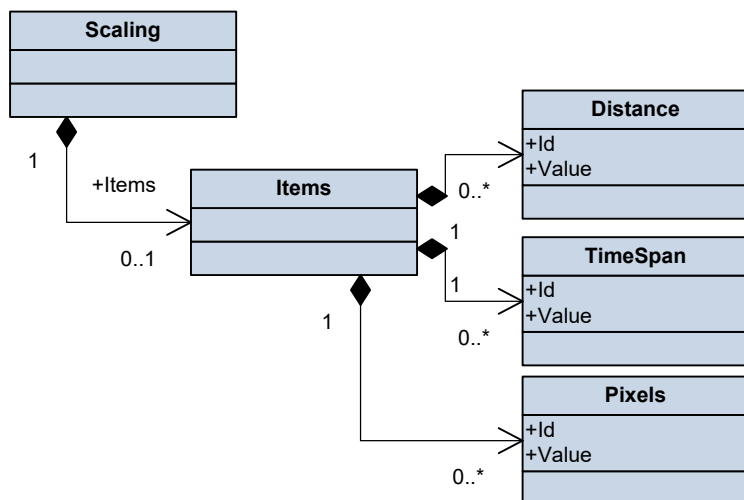 Scaling
1
+Items
0..1
Items
1
1
1
Distance
+Id
+Value
0..*
TimeSpan
+Id
+Value
0..*
Pixels
+Id
+Value
0..*